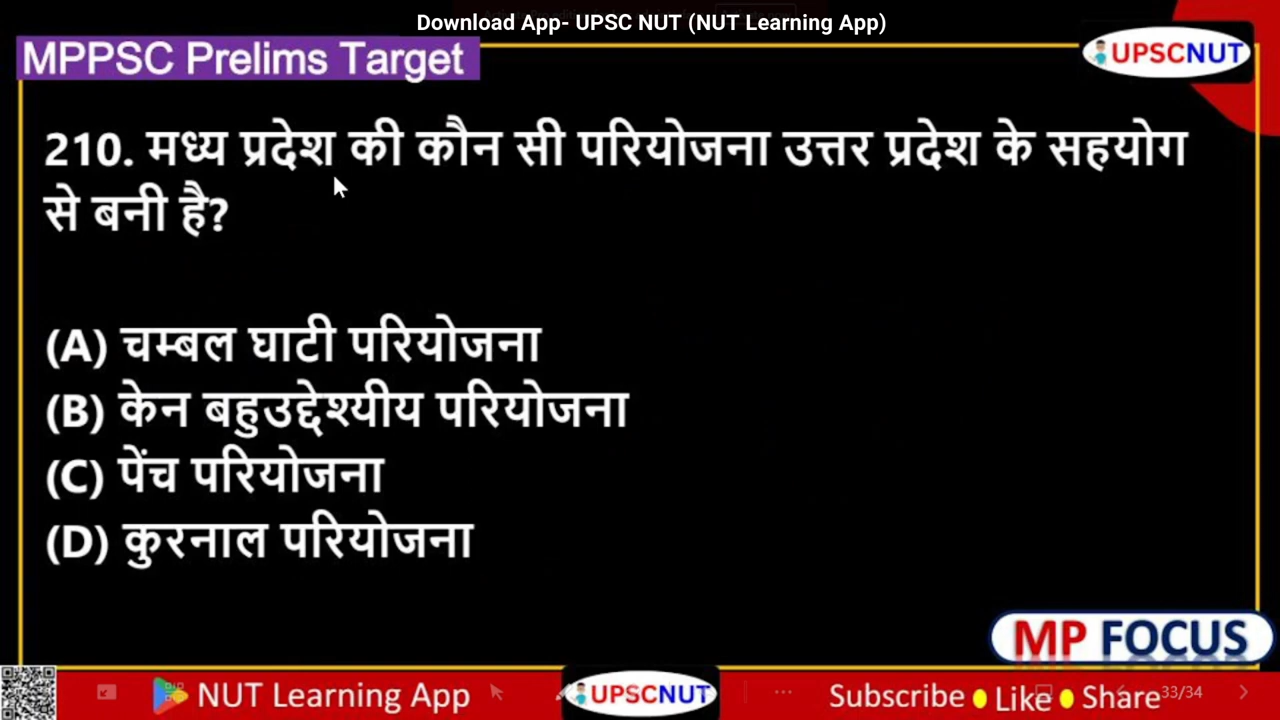 Download App- UPSC NUT (NUT Learning App)
MPPSC Prelims Target
UPSCNUT
210. मध्य प्रदेश की कौन सी परियोजना उत्तर प्रदेश के सहयोग
से बनी है?
(A) चम्बल घाटी परियोजना
(B) केन बहुउद्देश्यीय परियोजना
(C) पेंच परियोजना
(D) कुरनाल परियोजना
MP FOCUS
NUT Learning App
UPSCNUT
Subscribe Like Share
33/34